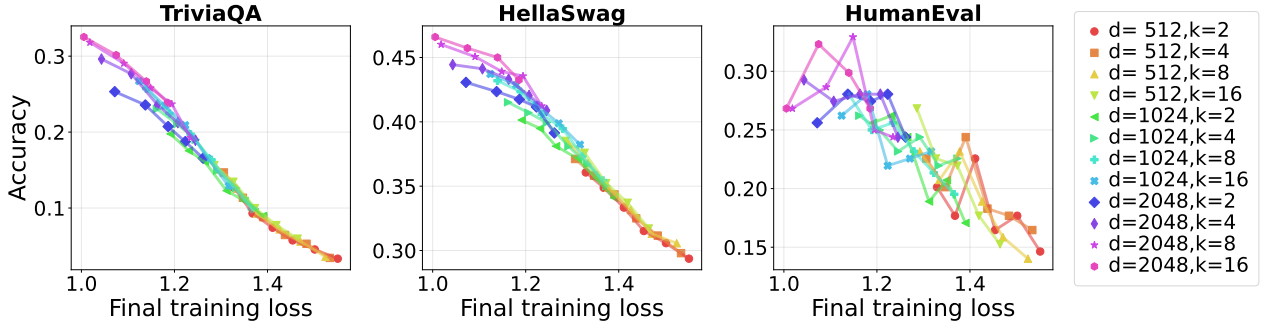 TriviaQA
HellaSwag
HumanEval
Accuracy
0.3
0.2
0.1
1.0
1.2
1.4
Final training loss
0.45
0.40
0.35
0.30
1.0
1.2
1.4
Final training loss
0.30
0.25
0.20
0.15
1.0
1.2
1.4
Final training loss
d= 512,k=2
d= 512,k=4
d= 512,k=8
d= 512,k=16
d=1024,k=2
d=1024,k=4
d=1024,k=8
d=1024,k=16
d=2048,k=2
d=2048,k=4
d=2048,k=8
d=2048,k=16